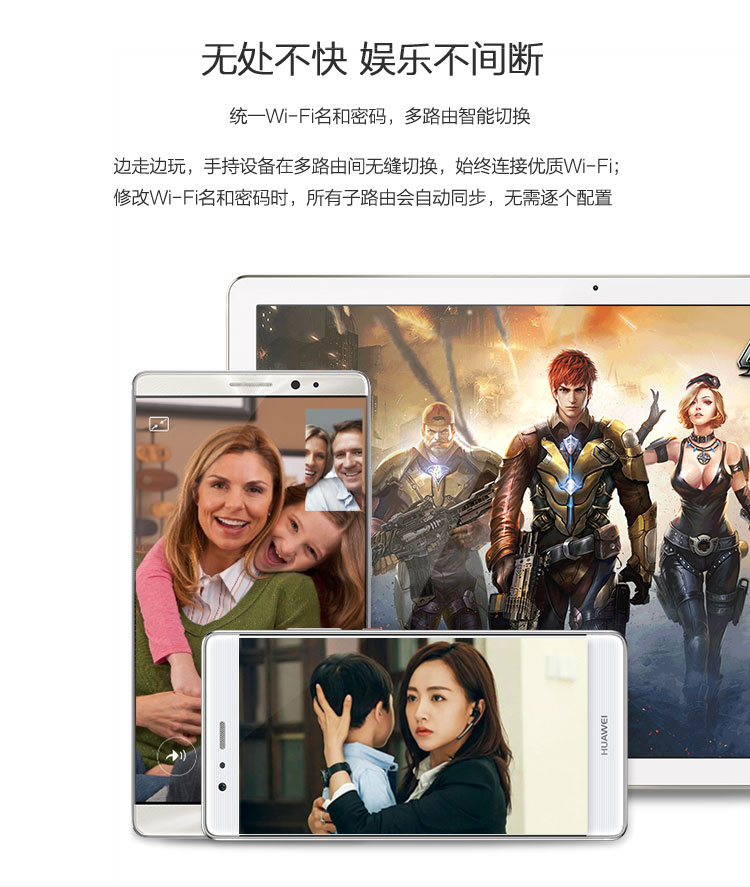 无处不快 娱乐不间断
统一Wi-Fi名和密码，多路由智能切换
边走边玩，手持设备在多路由间无缝切换，始终连接优质Wi-Fi；
修改Wi-Fi名和密码时，所有子路由会自动同步，无需逐个配置
HUAWEI